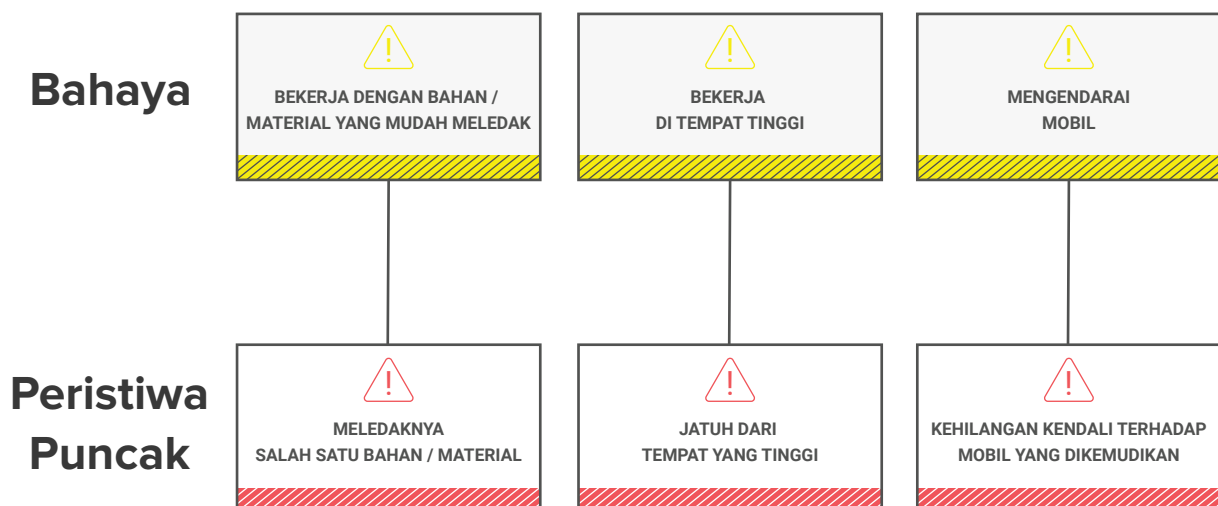 Bahaya
BEKERJA DENGAN BAHAN /
MATERIAL YANG MUDAH MELEDAK
BEKERJA
DI TEMPAT TINGGI
MENGENDARAI
MOBIL
Peristiwa
Puncak
MELEDAKNYA
SALAH SATU BAHAN / MATERIAL
JATUH DARI
TEMPAT YANG TINGGI
KEHILANGAN KENDALI TERHADAP
MOBIL YANG DIKEMUDIKAN